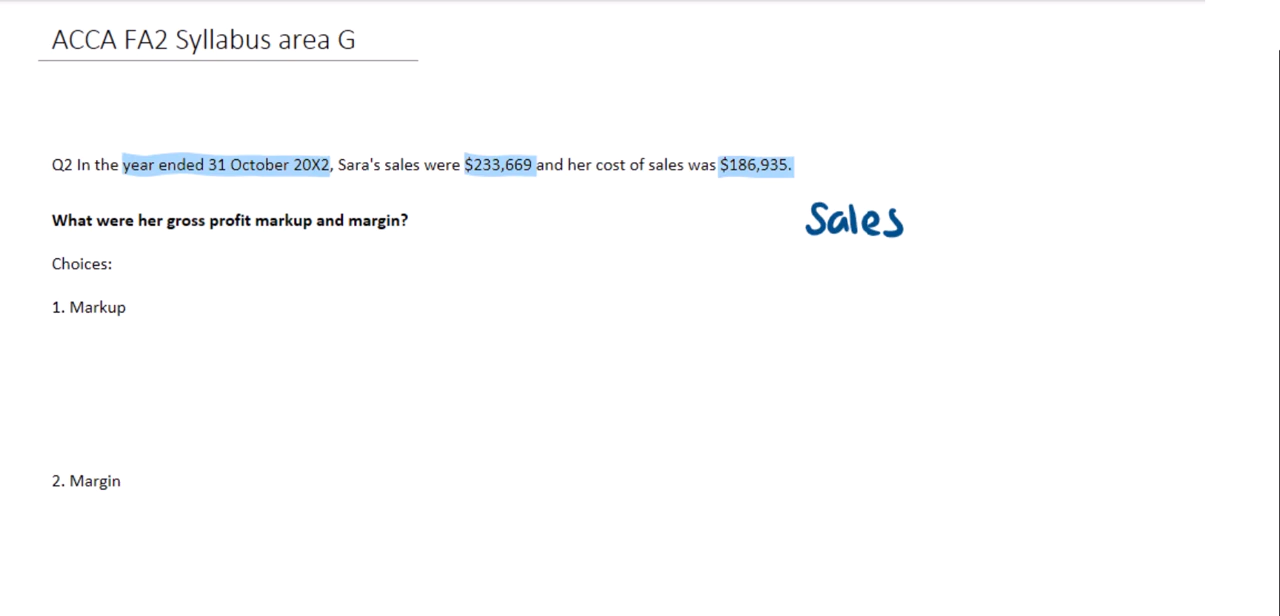 ACCA FA2 Syllabus area G
Q2 In the year ended 31 October 20X2, Sara's sales were $233,669 and her cost of sales was $186,935.
What were her gross profit markup and margin?
Sales
Choices:
1. Markup
2. Margin